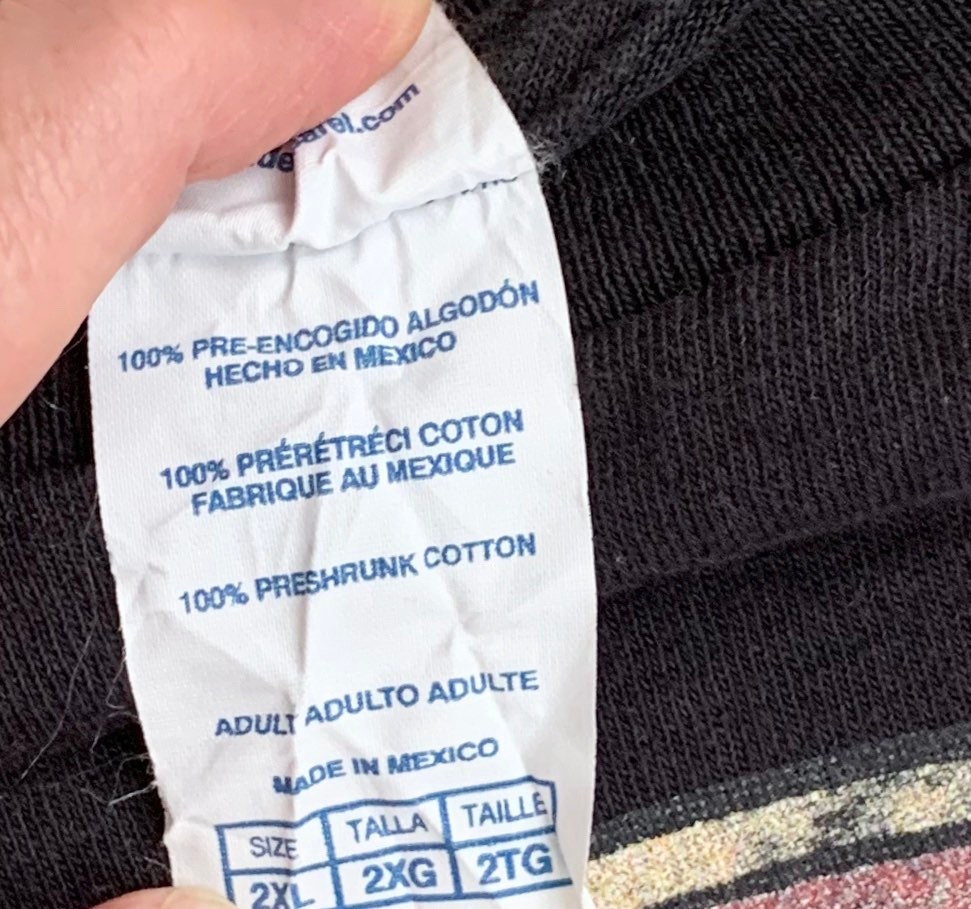 .com
100% PRE-ENCOGIDO ALGODÓN
HECHO EN MEXICO
100% PRÉRÉTRÉCI COTON
FABRIQUE AU MEXIQUE
100% PRESHRUNK COTTON
ADULT ADULTO ADULTE
MADE IN MEXICO
SIZE TALLA TAILLE
2XL 2XG 2TG